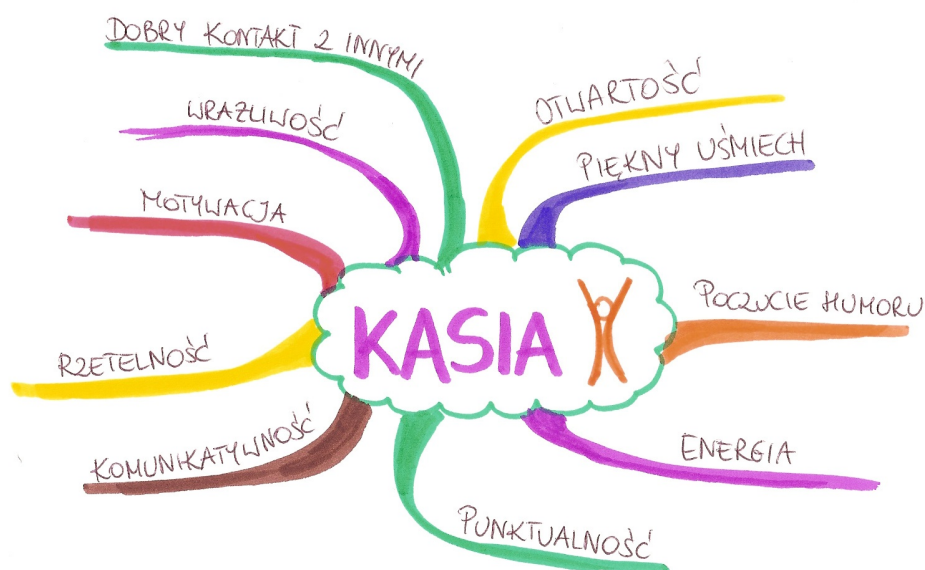 DOBRY KONTAKT Z INNYMI
OTWARTOŚĆ
WRAŻLIWOŚĆ
PIĘKNY UŚMIECH
MOTYWACJA
POCZUCIE HUMORU
KASIA
RZETELNOŚĆ
ENERGIA
KOMUNIKATYWNOŚĆ
PUNKTUALNOŚĆ